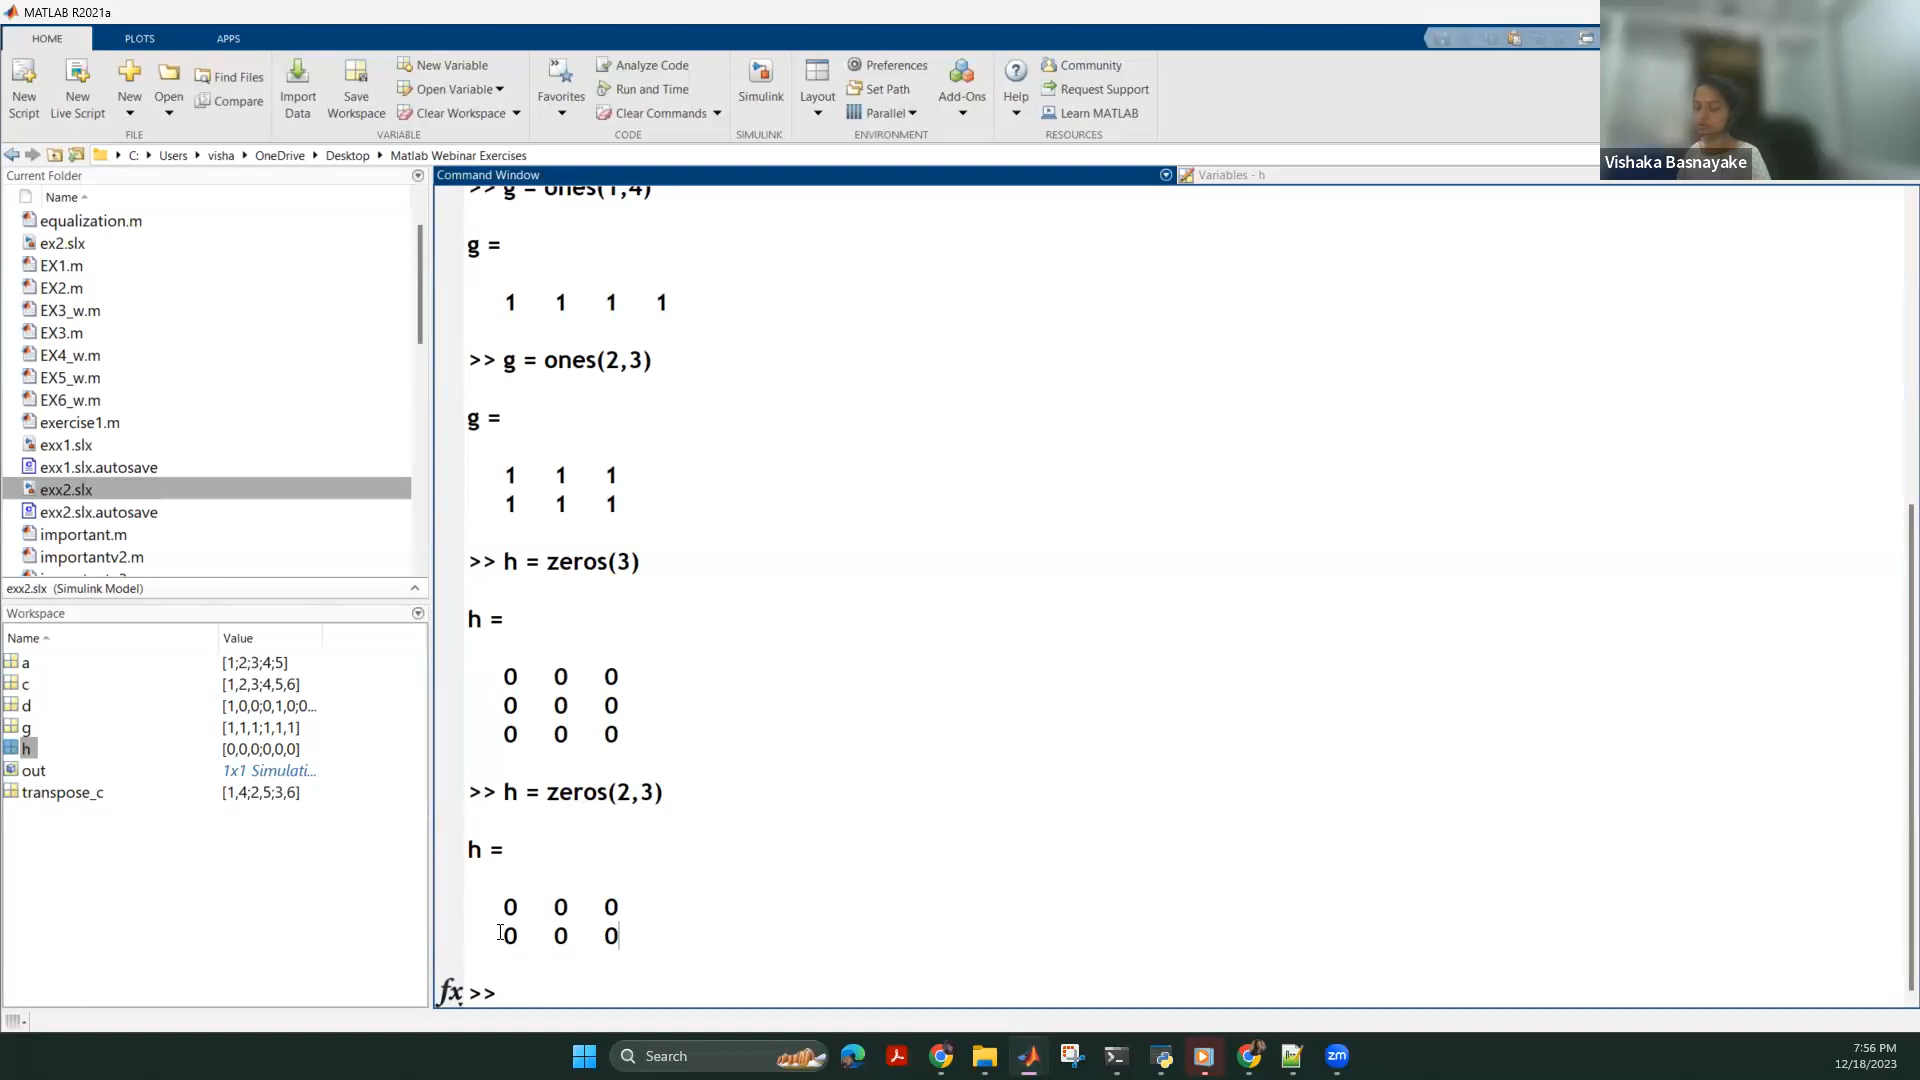 MATLAB R2021a
HOME PLOTS APPS
New Script
New Live Script
New
Open
Find Files
Compare
FILE
Import Data
Save Workspace
New Variable
Open Variable
Clear Workspace
VARIABLE
Favorites
Analyze Code
Run and Time
Clear Commands
CODE
Simulink
SIMULINK
Layout
Preferences
Set Path
Parallel
Add-Ons
ENVIRONMENT
Help
Community
Request Support
Learn MATLAB
RESOURCES
Vishaka Basnayake
C: Users visha OneDrive Desktop Matlab Webinar Exercises
Current Folder
Name
equalization.m
ex2.slx
EX1.m
EX2.m
EX3_w.m
EX3.m
EX4_w.m
EX5_w.m
EX6_w.m
exercise1.m
exx1.slx
exx1.slx.autosave
exx2.slx
exx2.slx.autosave
important.m
importantv2.m
exx2.slx (Simulink Model)
Workspace
Name Value
a [1;2;3;4;5]
c [1,2,3;4,5,6]
d [1,0,0;0,1,0;0...
g [1,1,1;1,1,1]
h [0,0,0;0,0,0]
out 1x1 Simulati...
transpose_c [1,4;2,5;3,6]
Command Window
Variables - h
>> g = ones(1,4)
g =
1 1 1 1
>> g = ones(2,3)
g =
1 1 1
1 1 1
>> h = zeros(3)
h =
0 0 0
0 0 0
0 0 0
>> h = zeros(2,3)
h =
0 0 0
0 0 0
fx >>
Search
zm
7:56 PM
12/18/2023